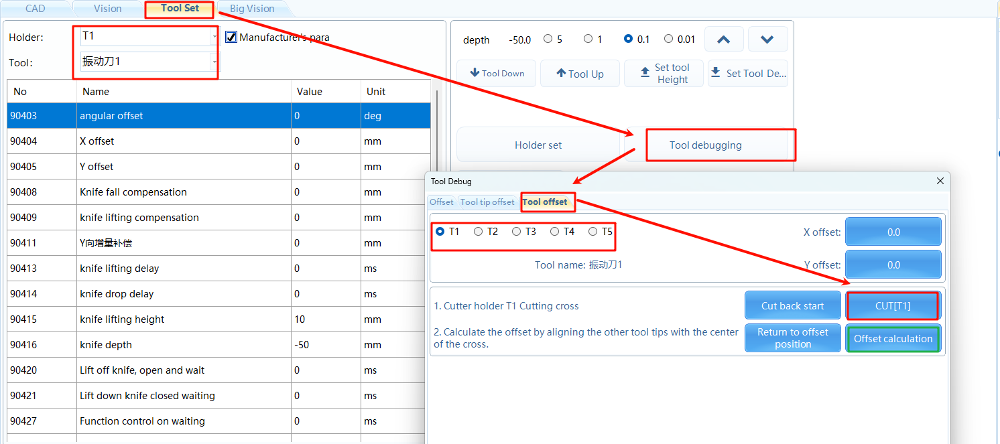 CAD Vision Tool Set Big Vision
Holder: T1 Manufacturer's para
Tool: 振动刀1
No Name Value Unit
90403 angular offset 0 deg
90404 X offset 0 mm
90405 Y offset 0 mm
90408 Knife fall compensation 0 mm
90409 knife lifting compensation 0 mm
90411 Y向增量补偿 0 mm
90413 knife lifting delay 0 ms
90414 knife drop delay 0 ms
90415 knife lifting height 10 mm
90416 knife depth -50 mm
90420 Lift off knife, open and wait 0 ms
90421 Lift down knife closed waiting 0 ms
90427 Function control on waiting 0 ms
depth -50.0 5 1 0.1 0.01
Tool Down Tool Up Set tool Height Set Tool De...
Holder set Tool debugging
Tool Debug
Offset Tool tip offset Tool offset
T1 T2 T3 T4 T5
X offset: 0.0
Tool name: 振动刀1
Y offset: 0.0
1. Cutter holder T1 Cutting cross
Cut back start CUT[T1]
2. Calculate the offset by aligning the other tool tips with the center
of the cross.
Return to offset
position
Offset calculation